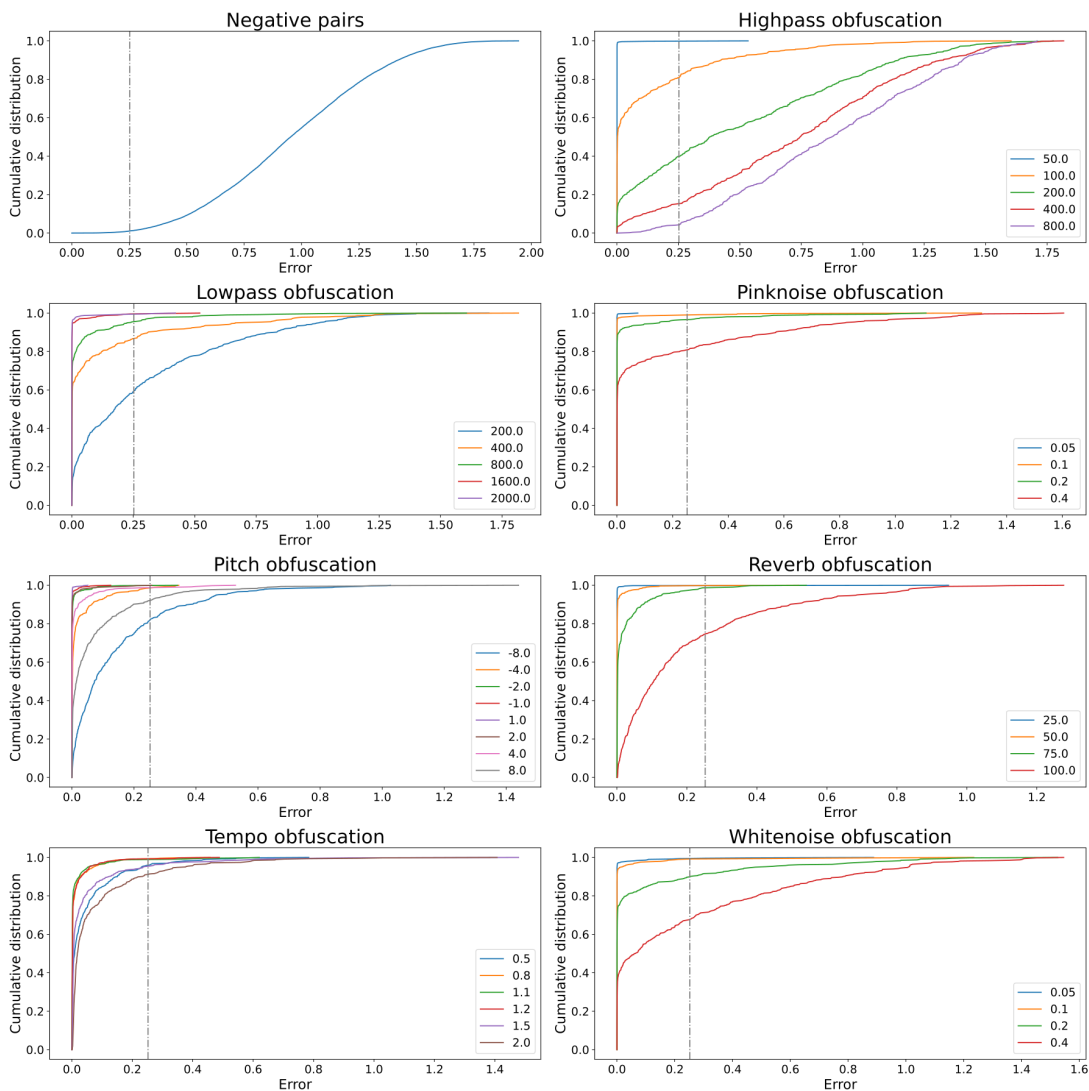 Negative pairs
Cumulative distribution
1.0
0.8
0.6
0.4
0.2
0.0
0.00 0.25 0.50 0.75 1.00 1.25 1.50 1.75 2.00
Error
Highpass obfuscation
Cumulative distribution
1.0
0.8
0.6
0.4
0.2
0.0
50.0
100.0
200.0
400.0
800.0
0.00 0.25 0.50 0.75 1.00 1.25 1.50 1.75
Error
Lowpass obfuscation
Cumulative distribution
1.0
0.8
0.6
0.4
0.2
0.0
200.0
400.0
800.0
1600.0
2000.0
0.00 0.25 0.50 0.75 1.00 1.25 1.50 1.75
Error
Pinknoise obfuscation
Cumulative distribution
1.0
0.8
0.6
0.4
0.2
0.0
0.05
0.1
0.2
0.4
0.0 0.2 0.4 0.6 0.8 1.0 1.2 1.4 1.6
Error
Pitch obfuscation
Cumulative distribution
1.0
0.8
0.6
0.4
0.2
0.0
-8.0
-4.0
-2.0
-1.0
1.0
2.0
4.0
8.0
0.0 0.2 0.4 0.6 0.8 1.0 1.2 1.4
Error
Reverb obfuscation
Cumulative distribution
1.0
0.8
0.6
0.4
0.2
0.0
25.0
50.0
75.0
100.0
0.0 0.2 0.4 0.6 0.8 1.0 1.2
Error
Tempo obfuscation
Cumulative distribution
1.0
0.8
0.6
0.4
0.2
0.0
0.5
0.8
1.1
1.2
1.5
2.0
0.0 0.2 0.4 0.6 0.8 1.0 1.2 1.4
Error
Whitenoise obfuscation
Cumulative distribution
1.0
0.8
0.6
0.4
0.2
0.0
0.05
0.1
0.2
0.4
0.0 0.2 0.4 0.6 0.8 1.0 1.2 1.4 1.6
Error